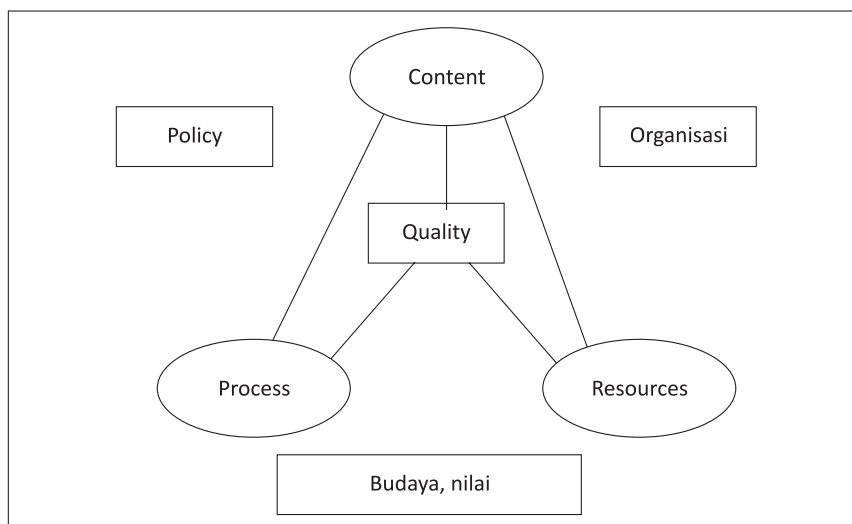 Content
Policy
Organisasi
Quality
Process
Resources
Budaya, nilai